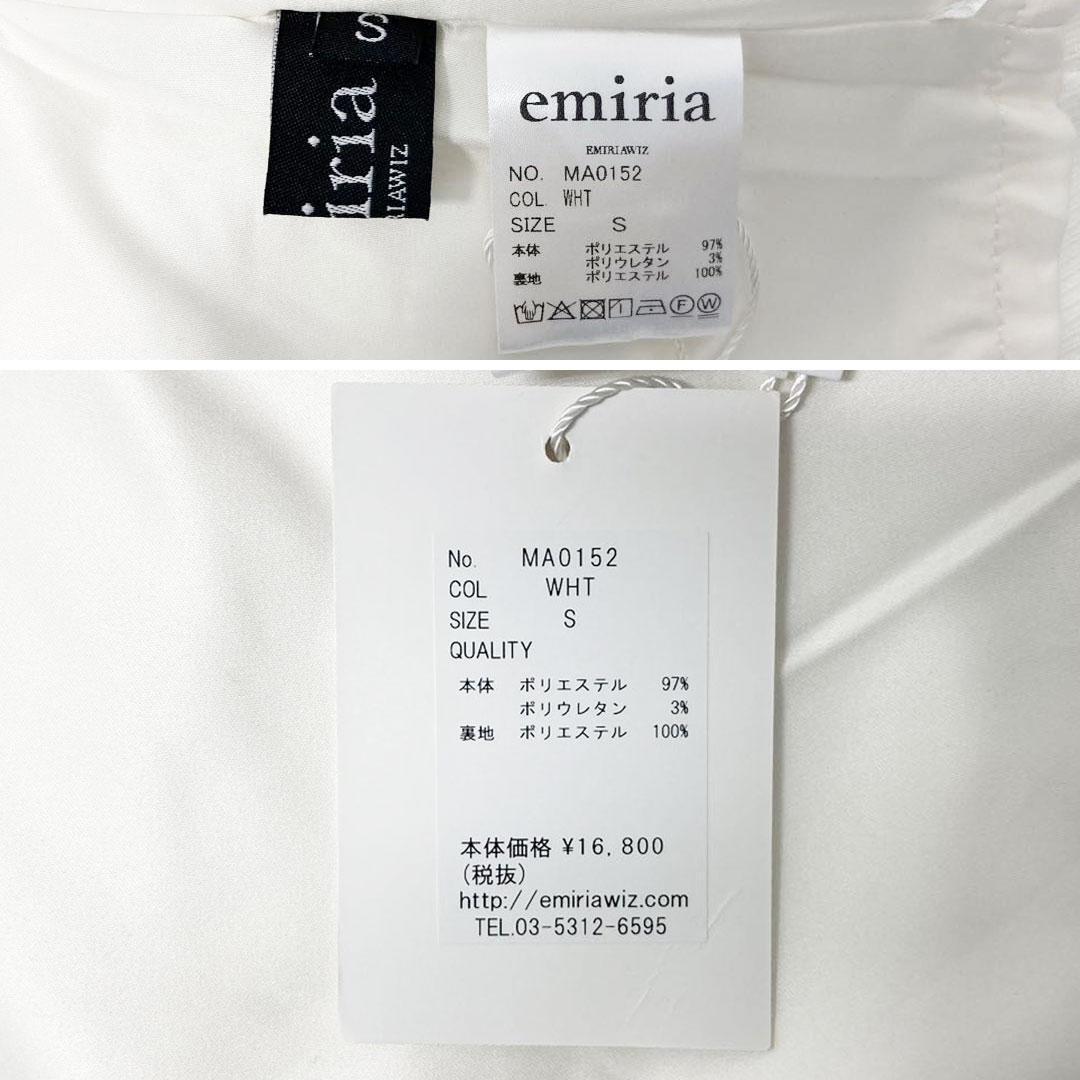 S
iria
RIAWIZ
emiria
EMIRIAWIZ
NO. MA0152
COL. WHT
SIZE S
本体 ポリエステル 97%
ポリウレタン 3%
裏地 ポリエステル 100%
F W
No. MA0152
COL WHT
SIZE S
QUALITY
本体 ポリエステル 97%
ポリウレタン 3%
裏地 ポリエステル 100%
本体価格 ¥16,800
(税抜)
http://emiriawiz.com
TEL.03-5312-6595